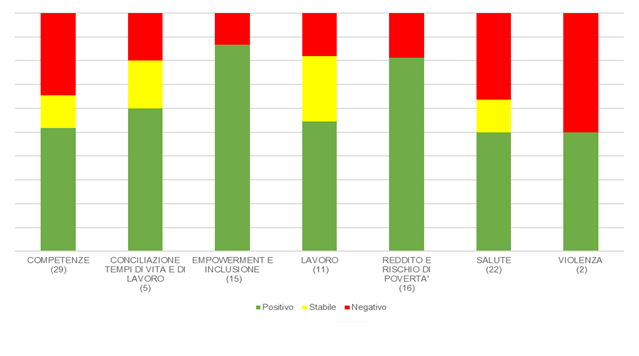 COMPETENZE
(29)
CONCILIAZIONE
TEMPI DI VITA E DI
LAVORO
(5)
EMPOWERMENT E
INCLUSIONE
(15)
LAVORO
(11)
REDDITO E
RISCHIO DI
POVERTA'
(16)
SALUTE
(22)
VIOLENZA
(2)
Positivo Stabile Negativo